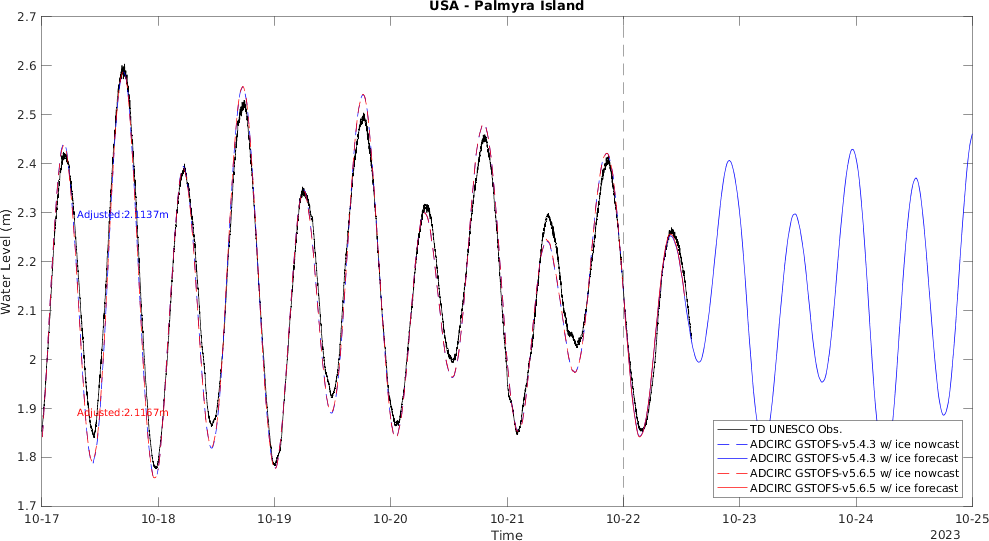 USA - Palmyra Island
2.7
2.6
2.5
2.4
2.3
2.2
2.1
2
1.9
1.8
1.7
Water Level (m)
Adjusted:2.1137m
Adjusted:2.1167m
TD UNESCO Obs.
ADCIRC GSTOFS-v5.4.3 w/ ice nowcast
ADCIRC GSTOFS-v5.4.3 w/ ice forecast
ADCIRC GSTOFS-v5.6.5 w/ ice nowcast
ADCIRC GSTOFS-v5.6.5 w/ ice forecast
10-17 10-18 10-19 10-20 10-21 10-22 10-23 10-24 10-25
Time
2023